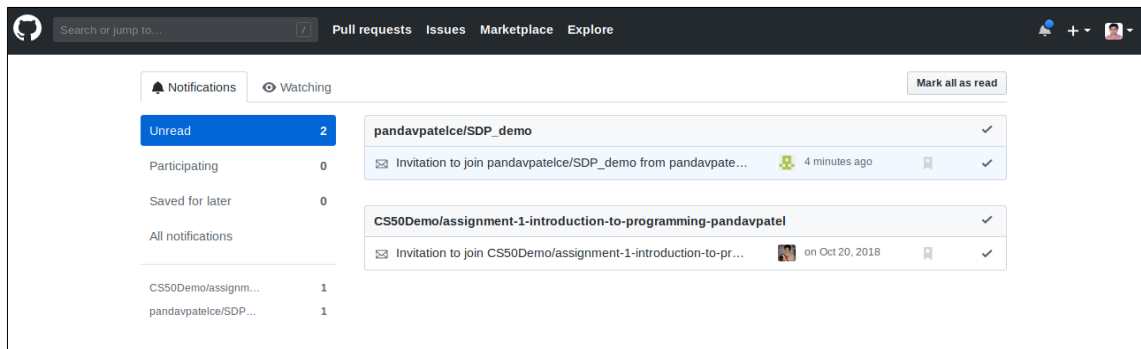 Search or jump to... / Pull requests Issues Marketplace Explore
Notifications Watching Mark all as read
Unread 2
Participating 0
Saved for later 0
All notifications
CS50Demo/assignm... 1
pandavpatelce/SDP... 1
pandavpatelce/SDP_demo
Invitation to join pandavpatelce/SDP_demo from pandavpate... 4 minutes ago
CS50Demo/assignment-1-introduction-to-programming-pandavpatel
Invitation to join CS50Demo/assignment-1-introduction-to-pr... on Oct 20, 2018